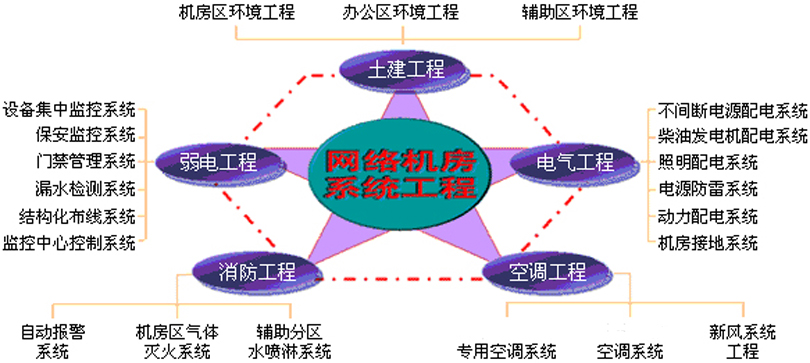 机房区环境工程
办公区环境工程
辅助区环境工程
土建工程
设备集中监控系统
保安监控系统
门禁管理系统
漏水检测系统
结构化布线系统
监控中心控制系统
弱电工程
网络机房
系统工程
电气工程
不间断电源配电系统
柴油发电机配电系统
照明配电系统
电源防雷系统
动力配电系统
机房接地系统
消防工程
空调工程
自动报警
系统
机房区气体
灭火系统
辅助分区
水喷淋系统
专用空调系统
空调系统
新风系统
工程